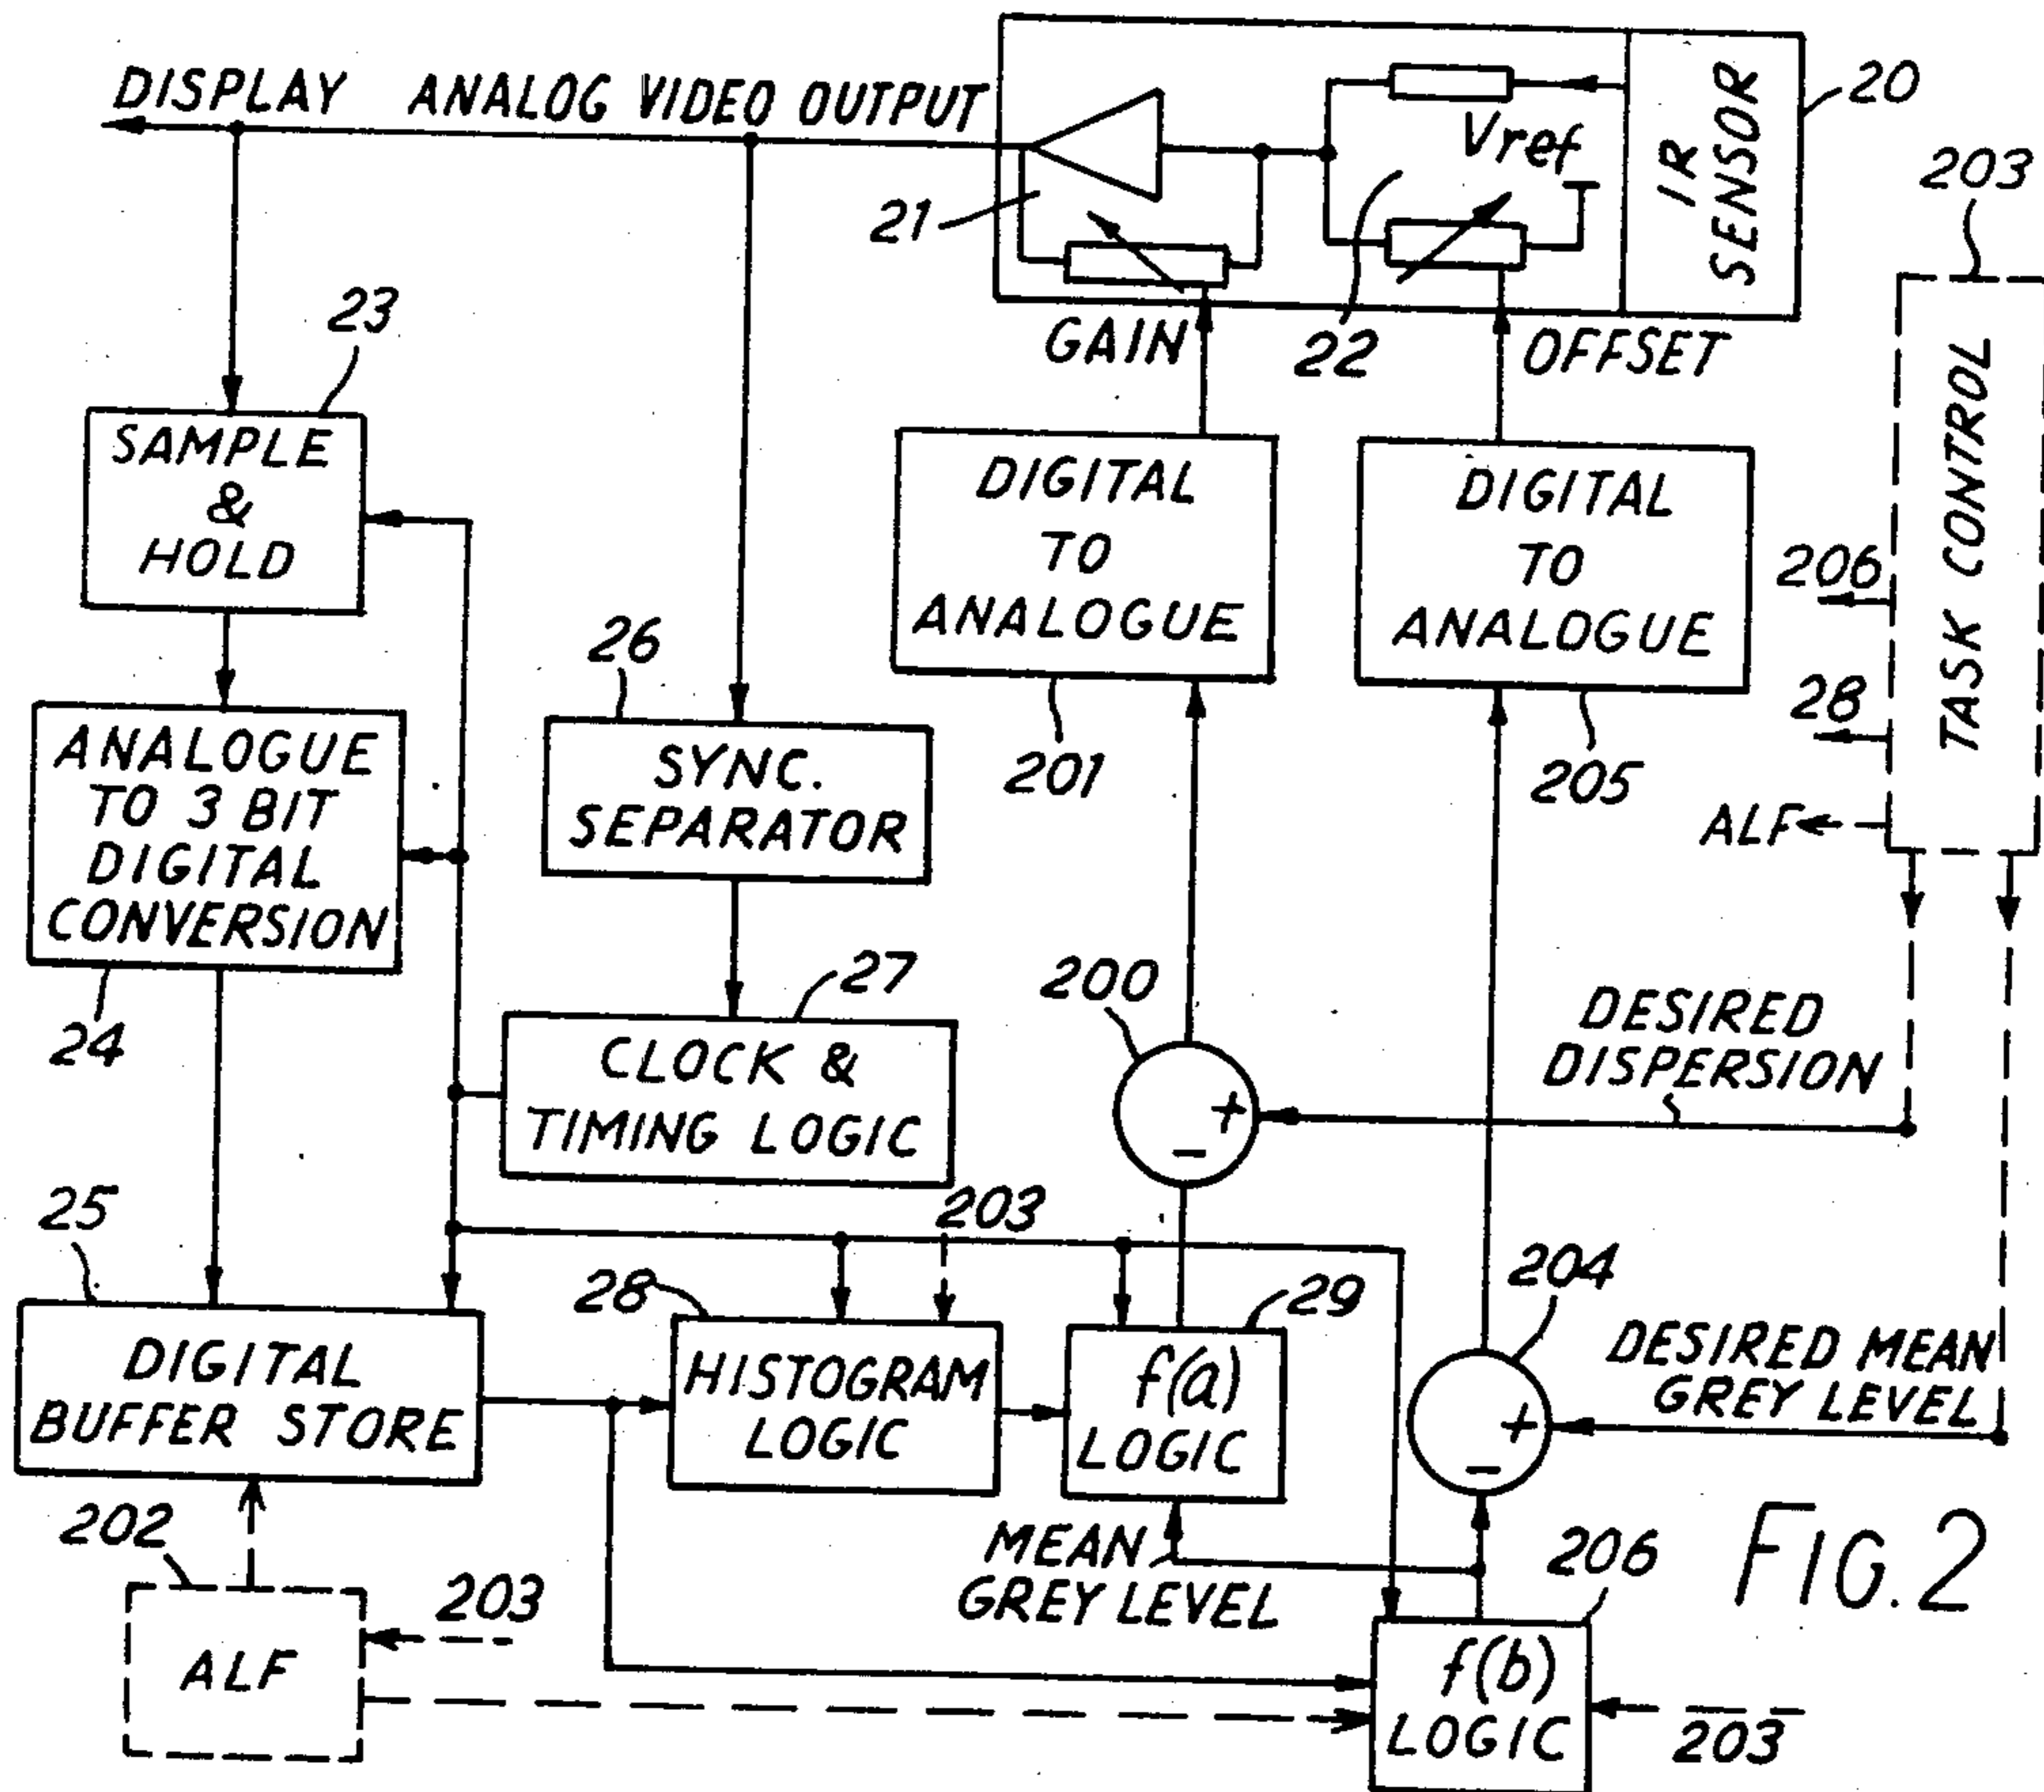 DISPLAY ANALOG VIDEO OUTPUT
Vref
IR
SENSOR
20
203
21
22
GAIN
OFFSET
23
SAMPLE
&
HOLD
DIGITAL
TO
ANALOGUE
201
DIGITAL
TO
ANALOGUE
205
TASK CONTROL
206
28
ALF
26
SYNC.
SEPARATOR
ANALOGUE
TO 3 BIT
DIGITAL
CONVERSION
24
27
CLOCK &
TIMING LOGIC
200
+
-
DESIRED
DISPERSION
25
DIGITAL
BUFFER STORE
203
28
HISTOGRAM
LOGIC
29
f(a)
LOGIC
204
+
-
DESIRED MEAN
GREY LEVEL
MEAN
GREY LEVEL
202
ALF
203
206
f(b)
LOGIC
203
FIG. 2